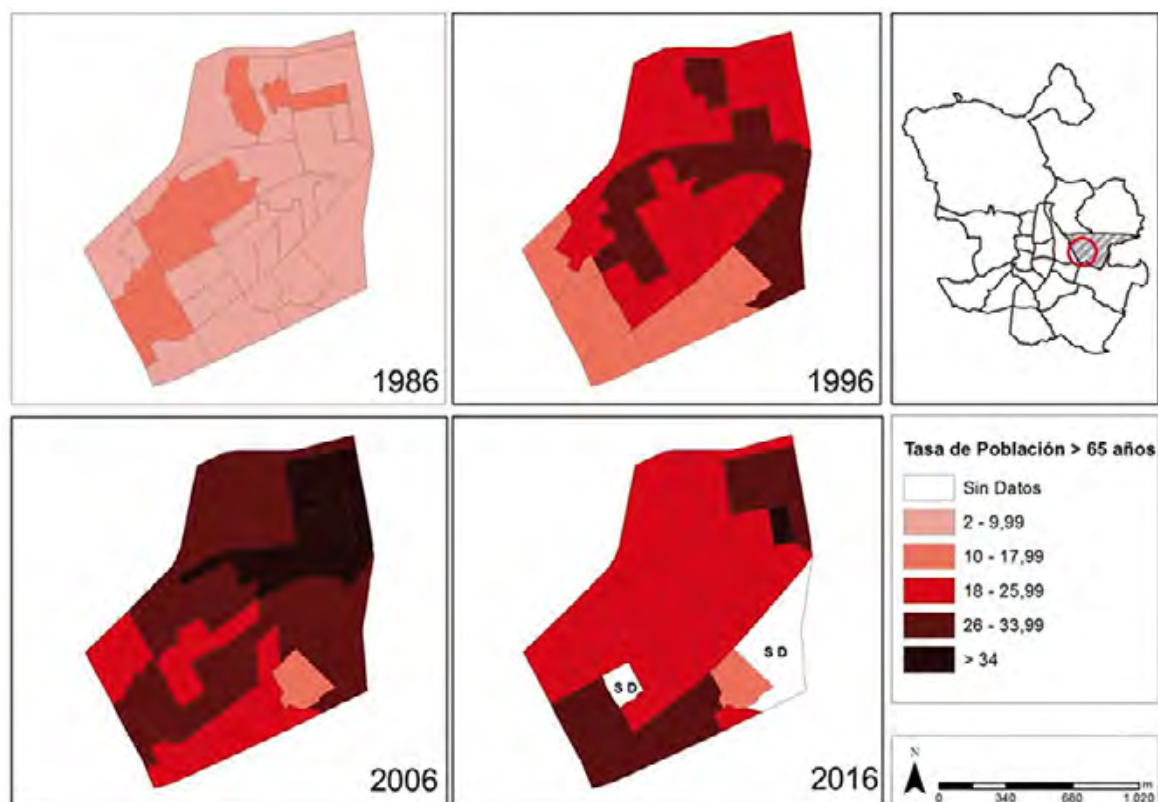 1986
1996
2006
S D
S D
2016
Tasa de Población > 65 años
Sin Datos
2 - 9,99
10 - 17,99
18 - 25,99
26 - 33,99
> 34
N
m
0 340 680 1.020